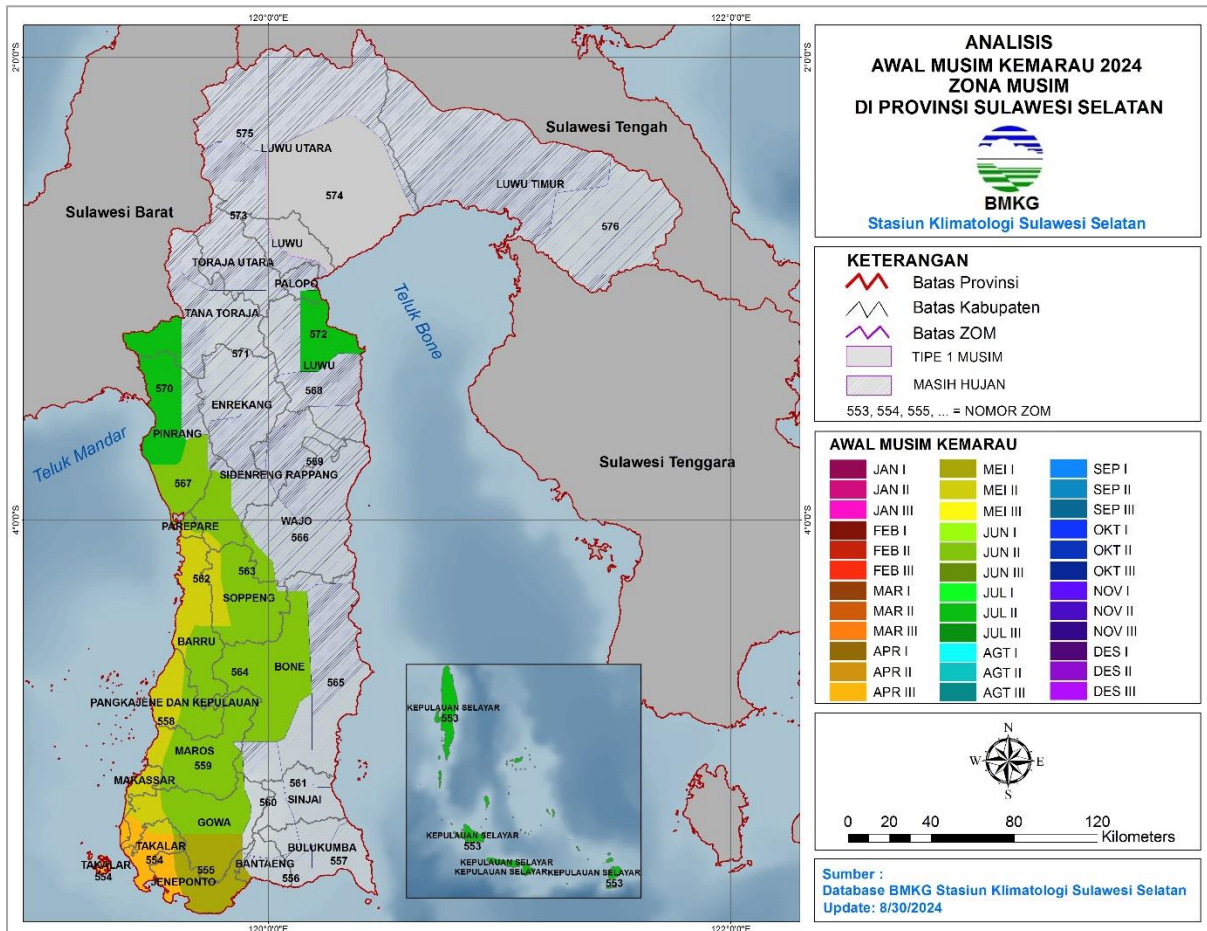 120°0'0"E
122°0'0"E
2°0'0"S
2°0'0"S
Sulawesi Tengah
575
LUWU UTARA
574
LUWU TIMUR
576
Sulawesi Barat
573
LUWU
TORAJA UTARA
PALOPO
TANA TORAJA
Teluk Bone
572
571
LUWU
570
568
ENREKANG
PINRANG
Teluk Mandar
569
Sulawesi Tenggara
SIDENRENG RAPPANG
567
4°0'0"S
4°0'0"S
WAJO
PAREPARE
566
562
563
SOPPENG
BARRU
BONE
564
565
PANGKAJENE DAN KEPULAUAN
558
MAROS
559
MAKASSAR
561
560
SINJAI
GOWA
TAKALAR
BULUKUMBA
554
TAKALAR
554
555
BANTAENG
557
556
JENEPONTO
KEPULAUAN SELAYAR
553
KEPULAUAN SELAYAR
553
KEPULAUAN SELAYAR
KEPULAUAN SELAYAR
KEPULAUAN SELAYAR
553
120°0'0"E
122°0'0"E
ANALISIS
AWAL MUSIM KEMARAU 2024
ZONA MUSIM
DI PROVINSI SULAWESI SELATAN
BMKG
Stasiun Klimatologi Sulawesi Selatan
KETERANGAN
Batas Provinsi
Batas Kabupaten
Batas ZOM
TIPE 1 MUSIM
MASIH HUJAN
553, 554, 555, ... = NOMOR ZOM
AWAL MUSIM KEMARAU
JAN I
JAN II
JAN III
FEB I
FEB II
FEB III
MAR I
MAR II
MAR III
APR I
APR II
APR III
MEI I
MEI II
MEI III
JUN I
JUN II
JUN III
JUL I
JUL II
JUL III
AGT I
AGT II
AGT III
SEP I
SEP II
SEP III
OKT I
OKT II
OKT III
NOV I
NOV II
NOV III
DES I
DES II
DES III
N
W
E
S
0 20 40 80 120
Kilometers
Sumber :
Database BMKG Stasiun Klimatologi Sulawesi Selatan
Update: 8/30/2024